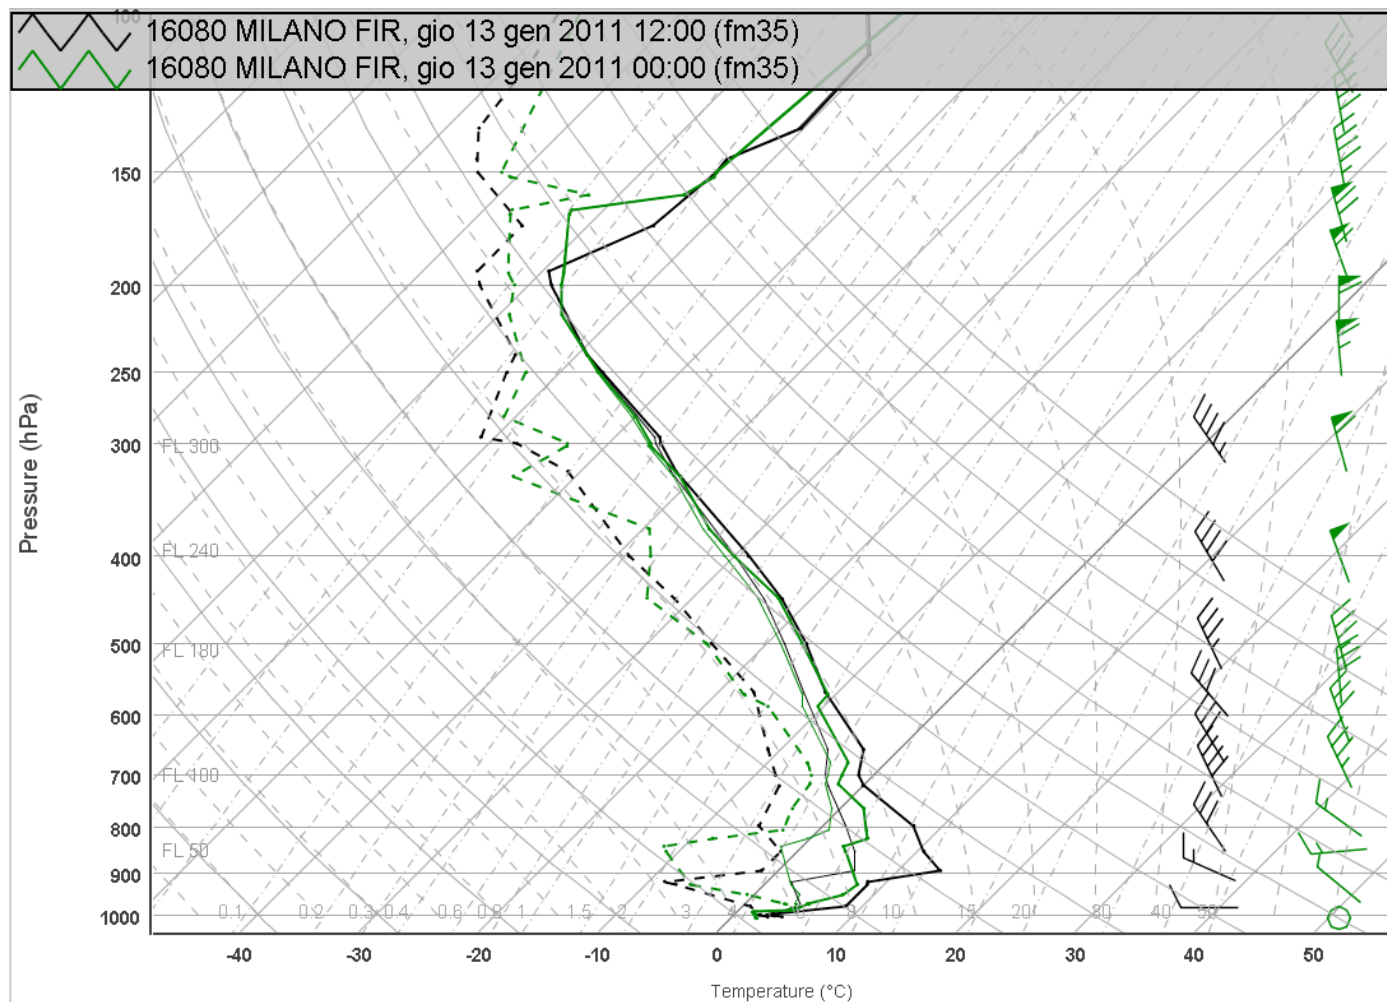 100
16080 MILANO FIR, gio 13 gen 2011 12:00 (fm35)
16080 MILANO FIR, gio 13 gen 2011 00:00 (fm35)
150
200
250
Pressure (hPa)
300 FL 300
FL 240
400
500
FL 180
600
700 FL 100
800
FL 50
900
1000 0.1 0.2 0.3 0.4 0.6 0.8 1 1.5 2 3 4 8 10 15 20 30 40 50
-40 -30 -20 -10 0 10 20 30 40 50
Temperature (°C)